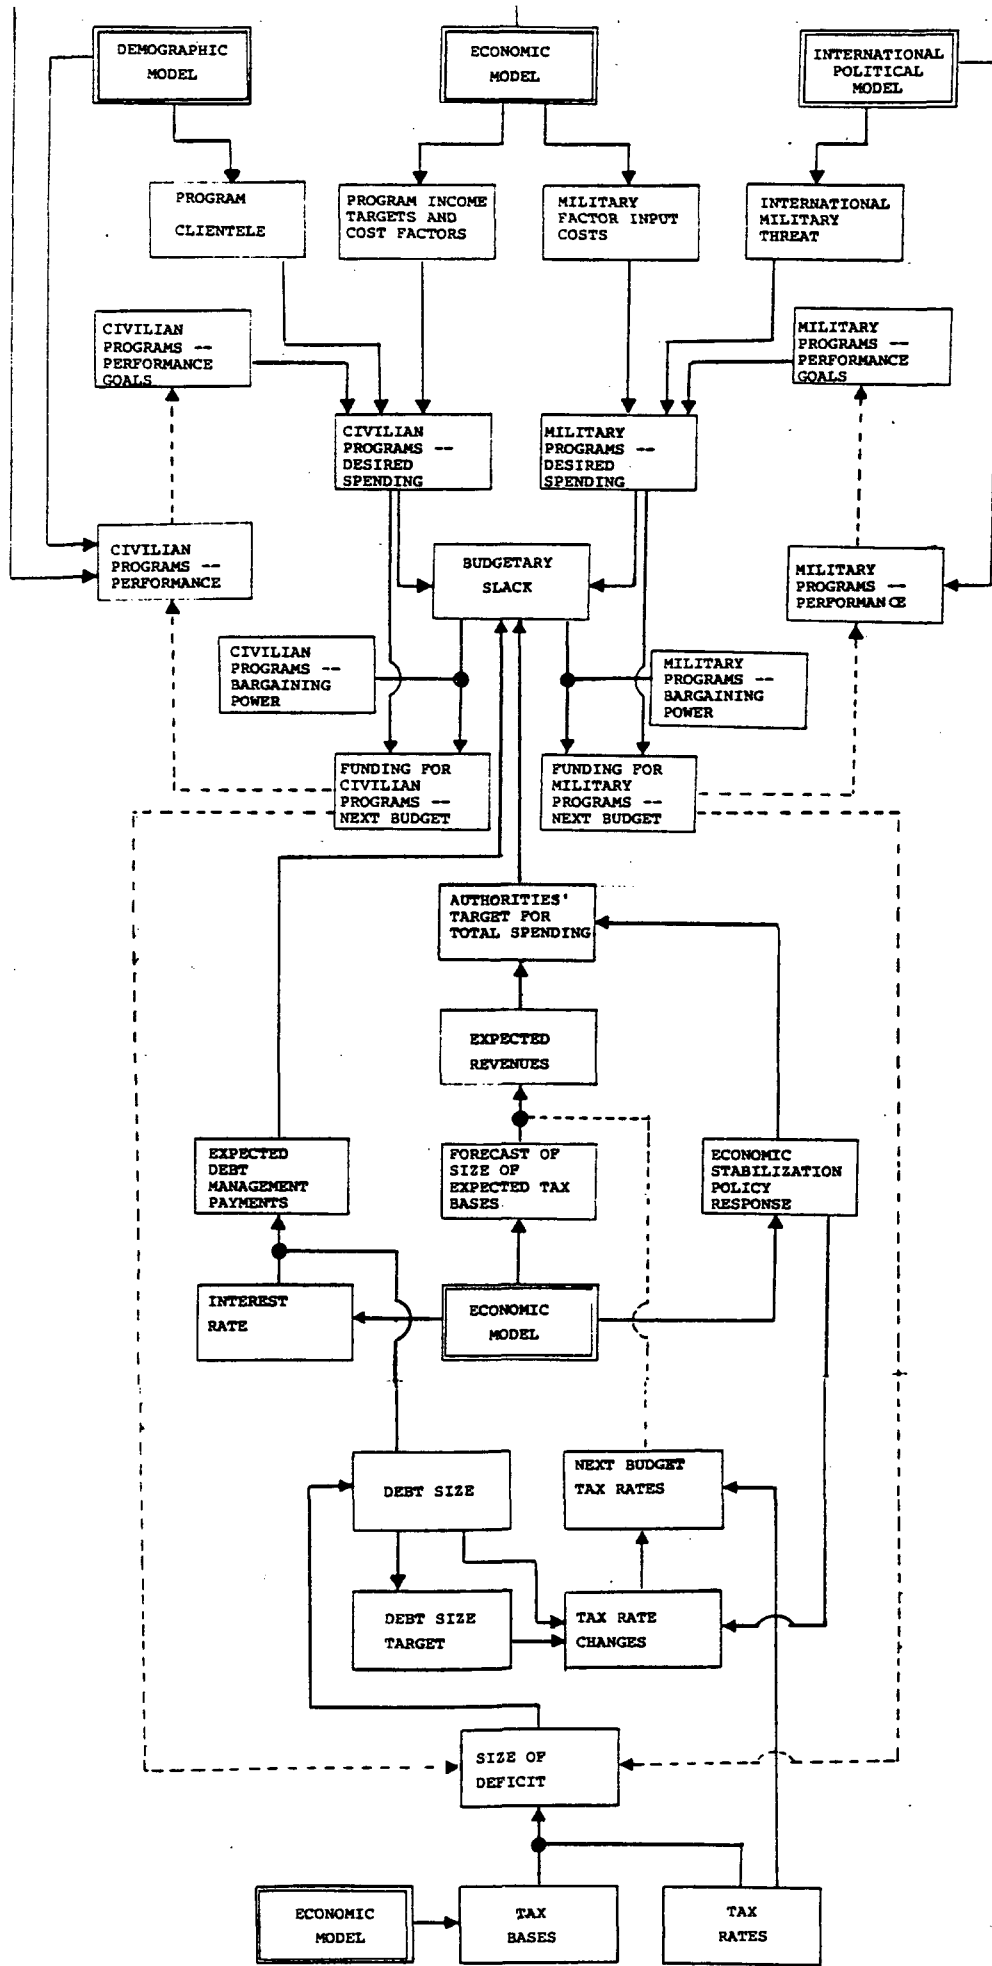 DEMOGRAPHIC
MODEL
ECONOMIC
MODEL
INTERNATIONAL
POLITICAL
MODEL
PROGRAM
CLIENTELE
PROGRAM INCOME
TARGETS AND
COST FACTORS
MILITARY
FACTOR INPUT
COSTS
INTERNATIONAL
MILITARY
THREAT
CIVILIAN
PROGRAMS --
PERFORMANCE
GOALS
MILITARY
PROGRAMS --
PERFORMANCE
GOALS
CIVILIAN
PROGRAMS --
DESIRED
SPENDING
MILITARY
PROGRAMS --
DESIRED
SPENDING
CIVILIAN
PROGRAMS --
PERFORMANCE
BUDGETARY
SLACK
MILITARY
PROGRAMS --
PERFORMANCE
CIVILIAN
PROGRAMS --
BARGAINING
POWER
MILITARY
PROGRAMS --
BARGAINING
POWER
FUNDING FOR
CIVILIAN
PROGRAMS --
NEXT BUDGET
FUNDING FOR
MILITARY
PROGRAMS --
NEXT BUDGET
AUTHORITIES'
TARGET FOR
TOTAL SPENDING
EXPECTED
REVENUES
EXPECTED
DEBT
MANAGEMENT
PAYMENTS
FORECAST OF
SIZE OF
EXPECTED TAX
BASES
ECONOMIC
STABILIZATION
POLICY
RESPONSE
INTEREST
RATE
ECONOMIC
MODEL
DEBT SIZE
NEXT BUDGET
TAX RATES
DEBT SIZE
TARGET
TAX RATE
CHANGES
SIZE OF
DEFICIT
ECONOMIC
MODEL
TAX
BASES
TAX
RATES